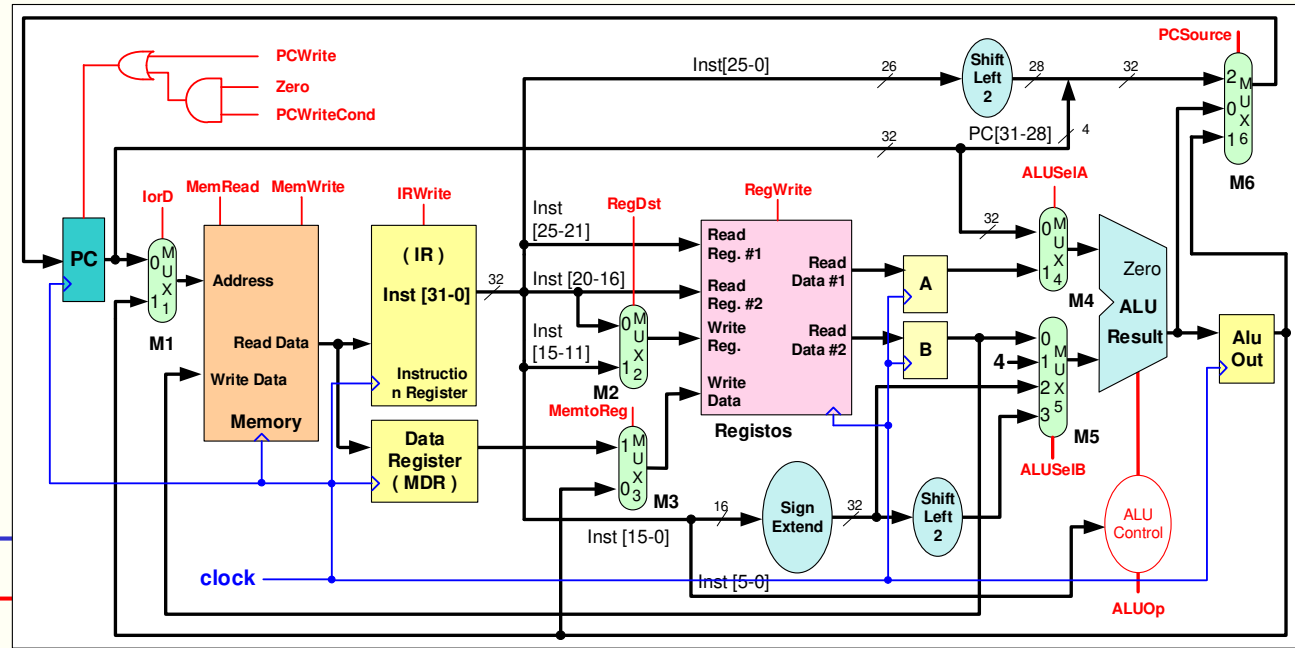 PCWrite
Zero
PCWriteCond
Inst[25-0]
26
Shift
Left
2
28
32
PCSource
2
0
1
M
U
X
6
M6
32
PC[31-28]
4
IorD
MemRead
MemWrite
IRWrite
RegDst
RegWrite
ALUSelA
PC
0
1
M
U
X
1
M1
Address
Read Data
Write Data
Memory
( IR )
Inst [31-0]
Instructio
n Register
32
Data
Register
( MDR )
Inst
[25-21]
Inst [20-16]
Inst
[15-11]
0
1
M
U
X
2
M2
MemtoReg
1
0
M
U
X
3
M3
Read
Reg. #1
Read
Reg. #2
Write
Reg.
Write
Data
Read
Data #1
Read
Data #2
Registos
A
B
32
0
1
M
U
X
4
M4
4
0
1
2
3
M
U
X
5
M5
ALUSelB
Zero
ALU
Result
Alu
Out
Inst [15-0]
16
Sign
Extend
32
Shift
Left
2
ALU
Control
ALUOp
clock
Inst [5-0]